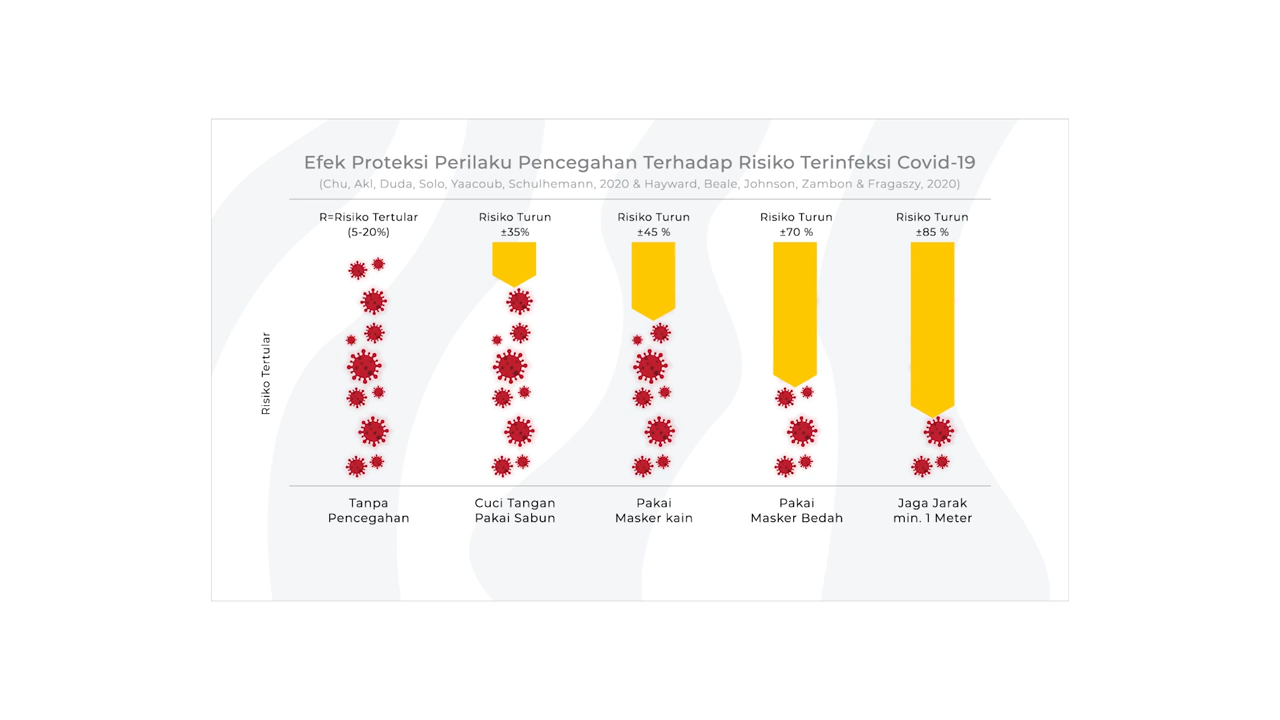 Efek Proteksi Perilaku Pencegahan Terhadap Risiko Terinfeksi Covid-19
(Chu, Akl, Duda, Solo, Yaacoub, Schulhemann, 2020 & Hayward, Beale, Johnson, Zambon & Fragaszy, 2020)
R=Risiko Tertular
(5-20%)
Risiko Turun
±35%
Risiko Turun
±45 %
Risiko Turun
±70 %
Risiko Turun
±85 %
Risiko Tertular
Tanpa
Pencegahan
Cuci Tangan
Pakai Sabun
Pakai
Masker kain
Pakai
Masker Bedah
Jaga Jarak
min. 1 Meter